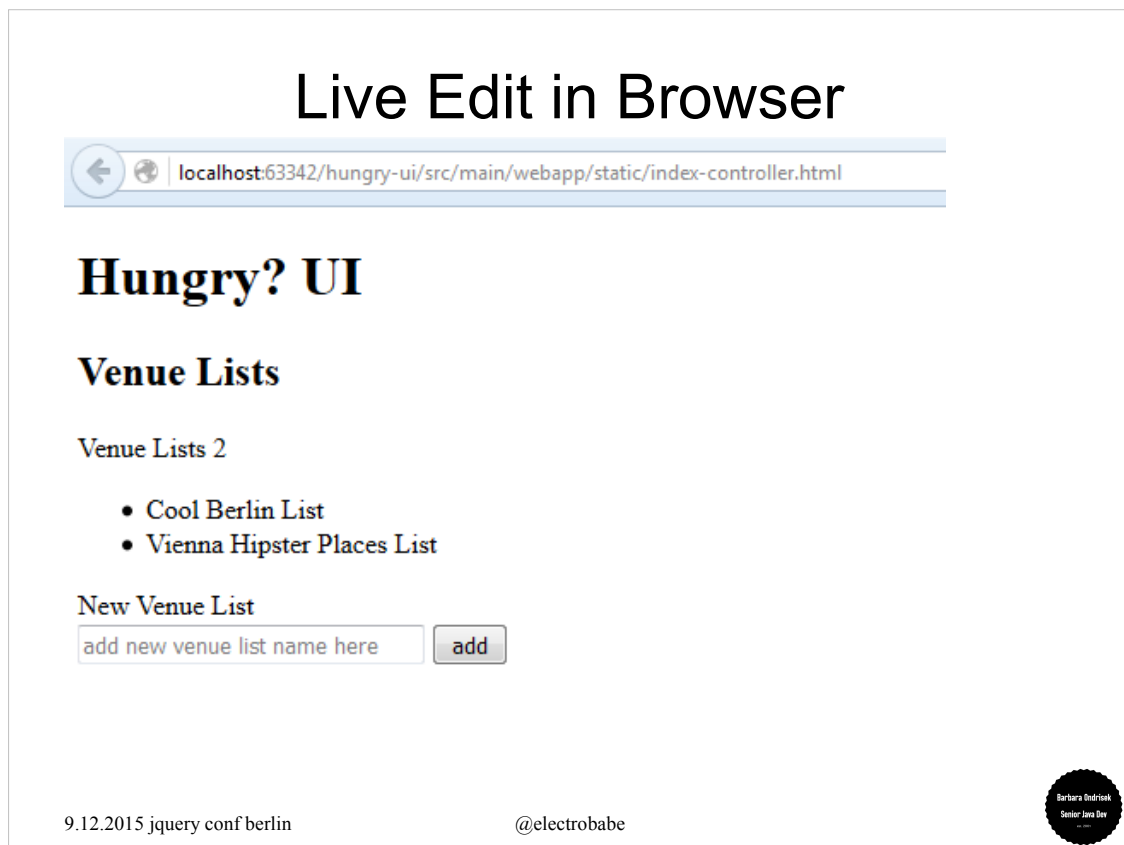 Live Edit in Browser
localhost:63342/hungry-ui/src/main/webapp/static/index-controller.html
Hungry? UI
Venue Lists
Venue Lists 2
Cool Berlin List
Vienna Hipster Places List
New Venue List
add new venue list name here add
9.12.2015 jquery conf berlin
@electrobabe
Barbara Ondrisek
Senior Java Dev